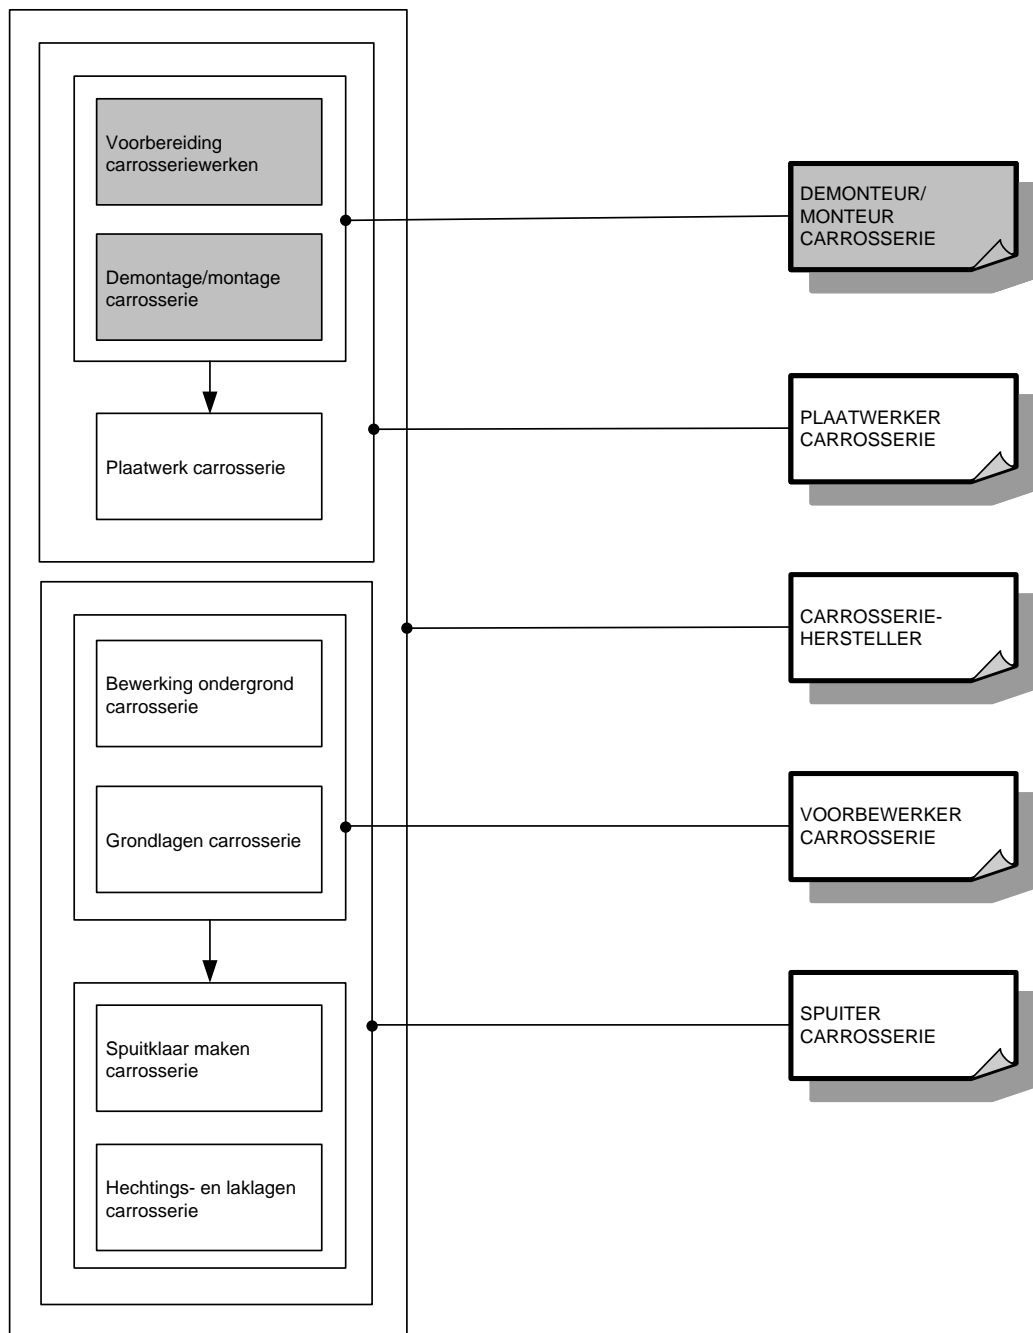 Voorbereiding
carrosseriewerken
Demontage/montage
carrosserie
Plaatwerk carrosserie
Bewerking ondergrond
carrosserie
Grondlagen carrosserie
Spuitklaar maken
carrosserie
Hechtings- en laklagen
carrosserie
DEMONTEUR/
MONTEUR
CARROSSERIE
PLAATWERKER
CARROSSERIE
CARROSSERIE-
HERSTELLER
VOORBEWERKER
CARROSSERIE
SPUITER
CARROSSERIE